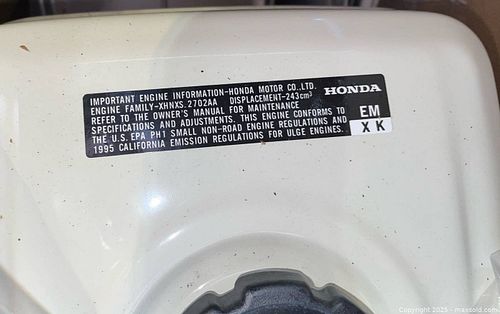 IMPORTANT ENGINE INFORMATION-HONDA MOTOR CO.,LTD.
ENGINE FAMILY-XHNXS.2702AA DISPLACEMENT-243cm³
REFER TO THE OWNER'S MANUAL FOR MAINTENANCE
SPECIFICATIONS AND ADJUSTMENTS. THIS ENGINE CONFORMS TO
THE U.S. EPA PH1 SMALL NON-ROAD ENGINE REGULATIONS AND
1995 CALIFORNIA EMISSION REGULATIONS FOR ULGE ENGINES.
HONDA
EM
XK
Copyright 2025 - maxsold.com